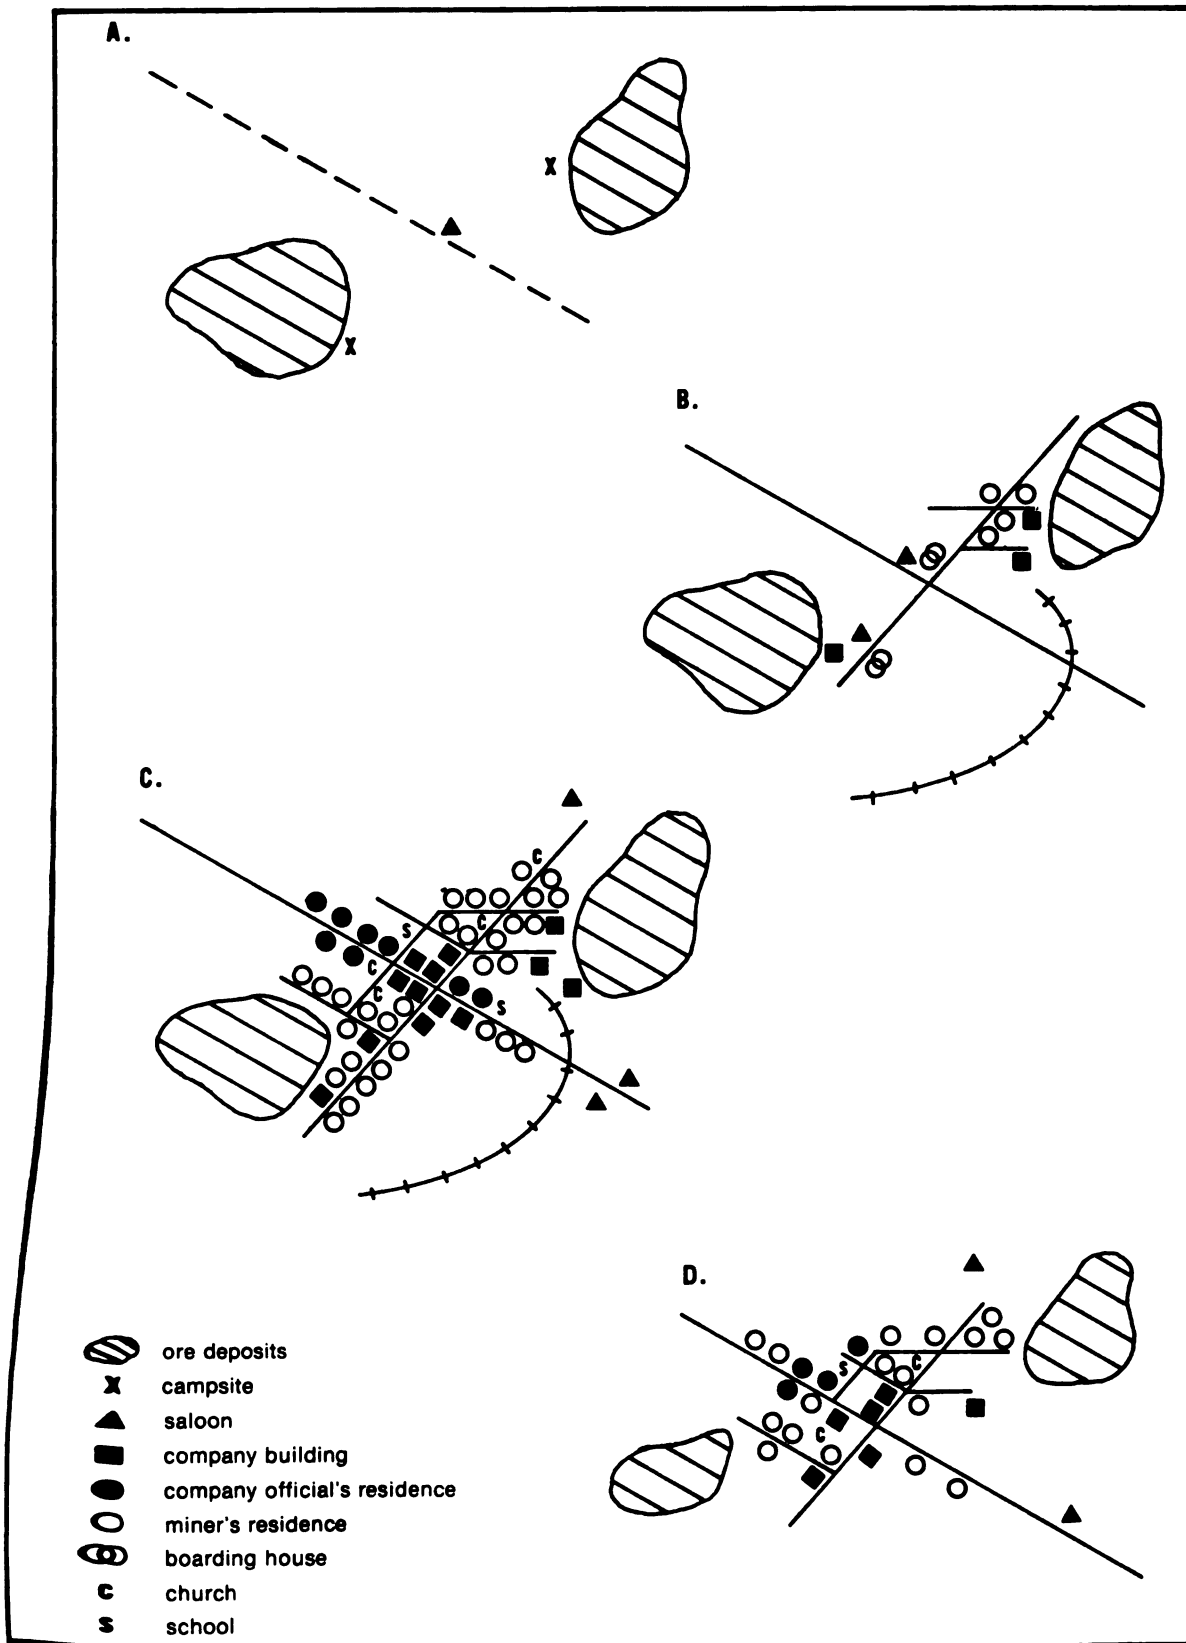 A.
X
X
B.
C.
C
C
S
C
C
S
D.
S
C
C
ore deposits
X campsite
saloon
company building
company official's residence
miner's residence
boarding house
C church
S school